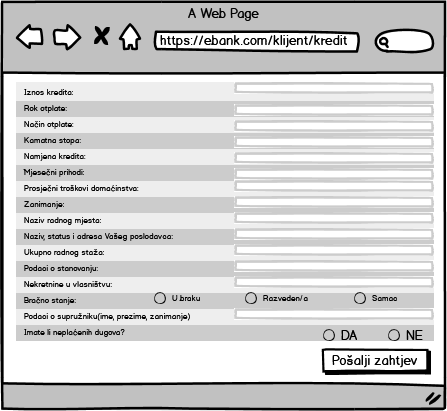 A Web Page
https://ebank.com/klijent/kredit
Iznos kredita:
Rok otplate:
Način otplate:
Kamatna stopa:
Namjena kredita:
Mjesečni prihodi:
Prosječni troškovi domaćinstva:
Zanimanje:
Naziv radnog mjesta:
Naziv, status i adresa Vašeg poslodavca:
Ukupno radnog staža:
Podaci o stanovanju:
Nekretnine u vlasništvu:
Bračno stanje: U braku Razveden/a Samac
Podaci o supružniku(ime, prezime, zanimanje)
Imate li neplaćenih dugova? DA NE
Pošalji zahtjev